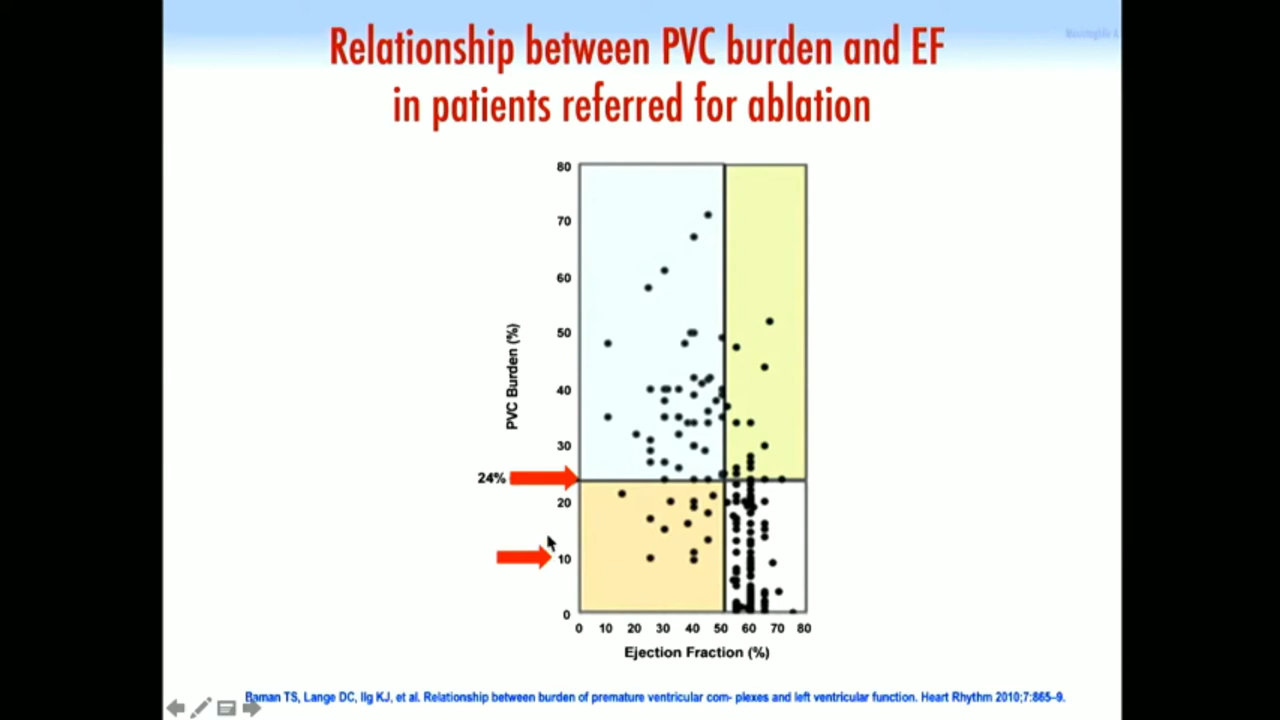 Relationship between PVC burden and EF
in patients referred for ablation
80
70
60
50
40
30
24%
20
10
0
PVC Burden (%)
0 10 20 30 40 50 60 70 80
Ejection Fraction (%)
Baman TS, Lange DC, Ilg KJ, et al. Relationship between burden of premature ventricular com- plexes and left ventricular function. Heart Rhythm 2010;7:865–9.